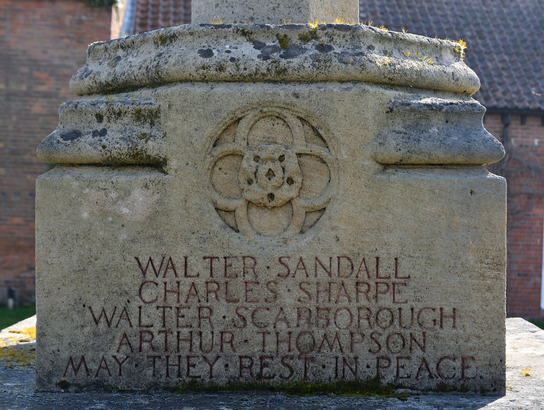 WALTER·SANDALL
CHARLES SHARPE
WALTER·SCARBOROUGH
ARTHUR·THOMPSON
MAY·THEY·REST·IN·PEACE